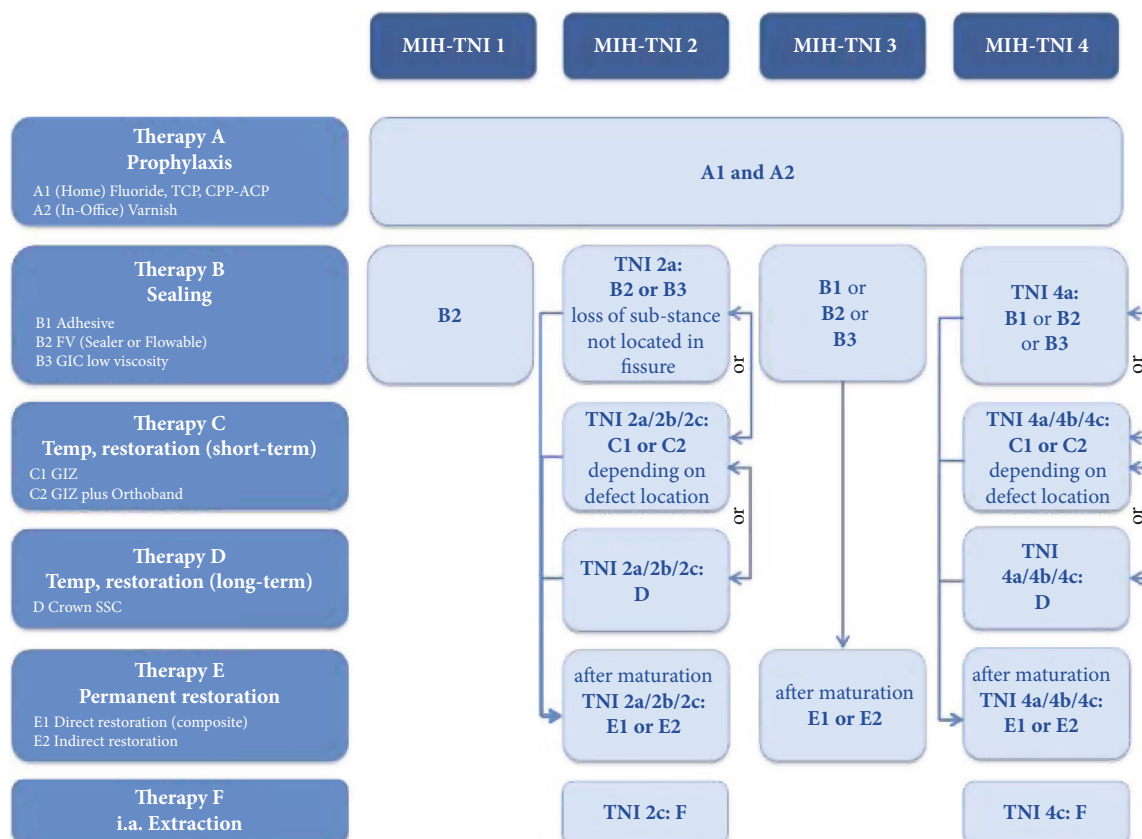 MIH-TNI 1
MIH-TNI 2
MIH-TNI 3
MIH-TNI 4
Therapy A
Prophylaxis
A1 (Home) Fluoride, TCP, CPP-ACP
A2 (In-Office) Varnish
A1 and A2
Therapy B
Sealing
B1 Adhesive
B2 FV (Sealer or Flowable)
B3 GIC low viscosity
B2
TNI 2a:
B2 or B3
loss of sub-stance
not located in
fissure
or
B1 or
B2 or
B3
TNI 4a:
B1 or B2
or B3
or
Therapy C
Temp, restoration (short-term)
C1 GIZ
C2 GIZ plus Orthoband
TNI 2a/2b/2c:
C1 or C2
depending on
defect location
or
TNI 4a/4b/4c:
C1 or C2
depending on
defect location
or
Therapy D
Temp, restoration (long-term)
D Crown SSC
TNI 2a/2b/2c:
D
TNI
4a/4b/4c:
D
Therapy E
Permanent restoration
E1 Direct restoration (composite)
E2 Indirect restoration
after maturation
TNI 2a/2b/2c:
E1 or E2
after maturation
E1 or E2
after maturation
TNI 4a/4b/4c:
E1 or E2
Therapy F
i.a. Extraction
TNI 2c: F
TNI 4c: F